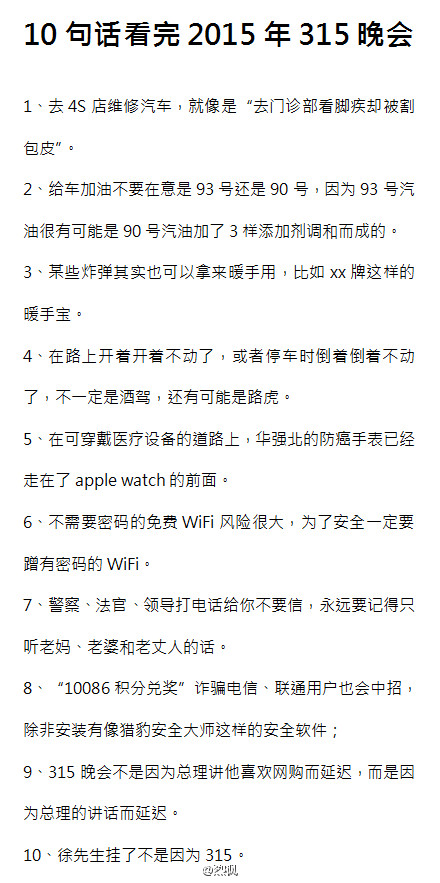 10 句话看完 2015 年 315 晚会
1、去 4S 店维修汽车，就像是“去门诊部看脚疾却被割
包皮”。
2、给车加油不要在意是 93 号还是 90 号，因为 93 号汽
油很有可能是 90 号汽油加了 3 样添加剂调和而成的。
3、某些炸弹其实也可以拿来暖手用，比如 xx 牌这样的
暖手宝。
4、在路上开着开着不动了，或者停车时倒着倒着不动
了，不一定是酒驾，还有可能是路虎。
5、在可穿戴医疗设备的道路上，华强北的防癌手表已经
走在了 apple watch 的前面。
6、不需要密码的免费 WiFi 风险很大，为了安全一定要
蹭有密码的 WiFi。
7、警察、法官、领导打电话给你不要信，永远要记得只
听老妈、老婆和老丈人的话。
8、“10086 积分兑奖”诈骗电信、联通用户也会中招，
除非安装有像猎豹安全大师这样的安全软件；
9、315 晚会不是因为总理讲他喜欢网购而延迟，而是因
为总理的讲话而延迟。
10、徐先生挂了不是因为 315。